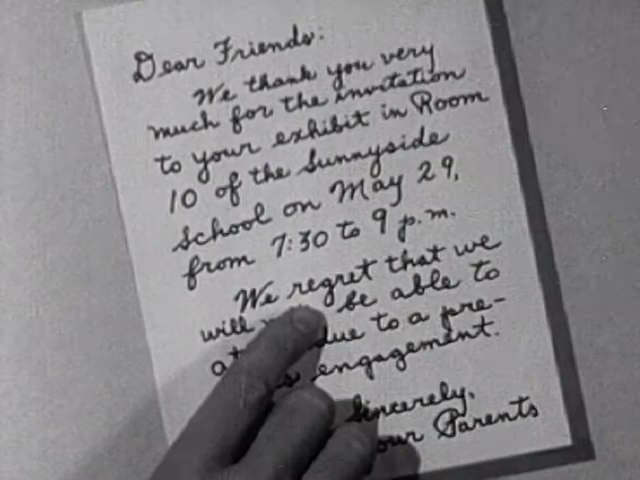 Dear Friends:
We thank you very
much for the invitation
to your exhibit in Room
10 of the Sunnyside
School on May 29,
from 7:30 to 9 p.m.
We regret that we
will be able to
due to a pre-
engagement.
Sincerely,
Parents